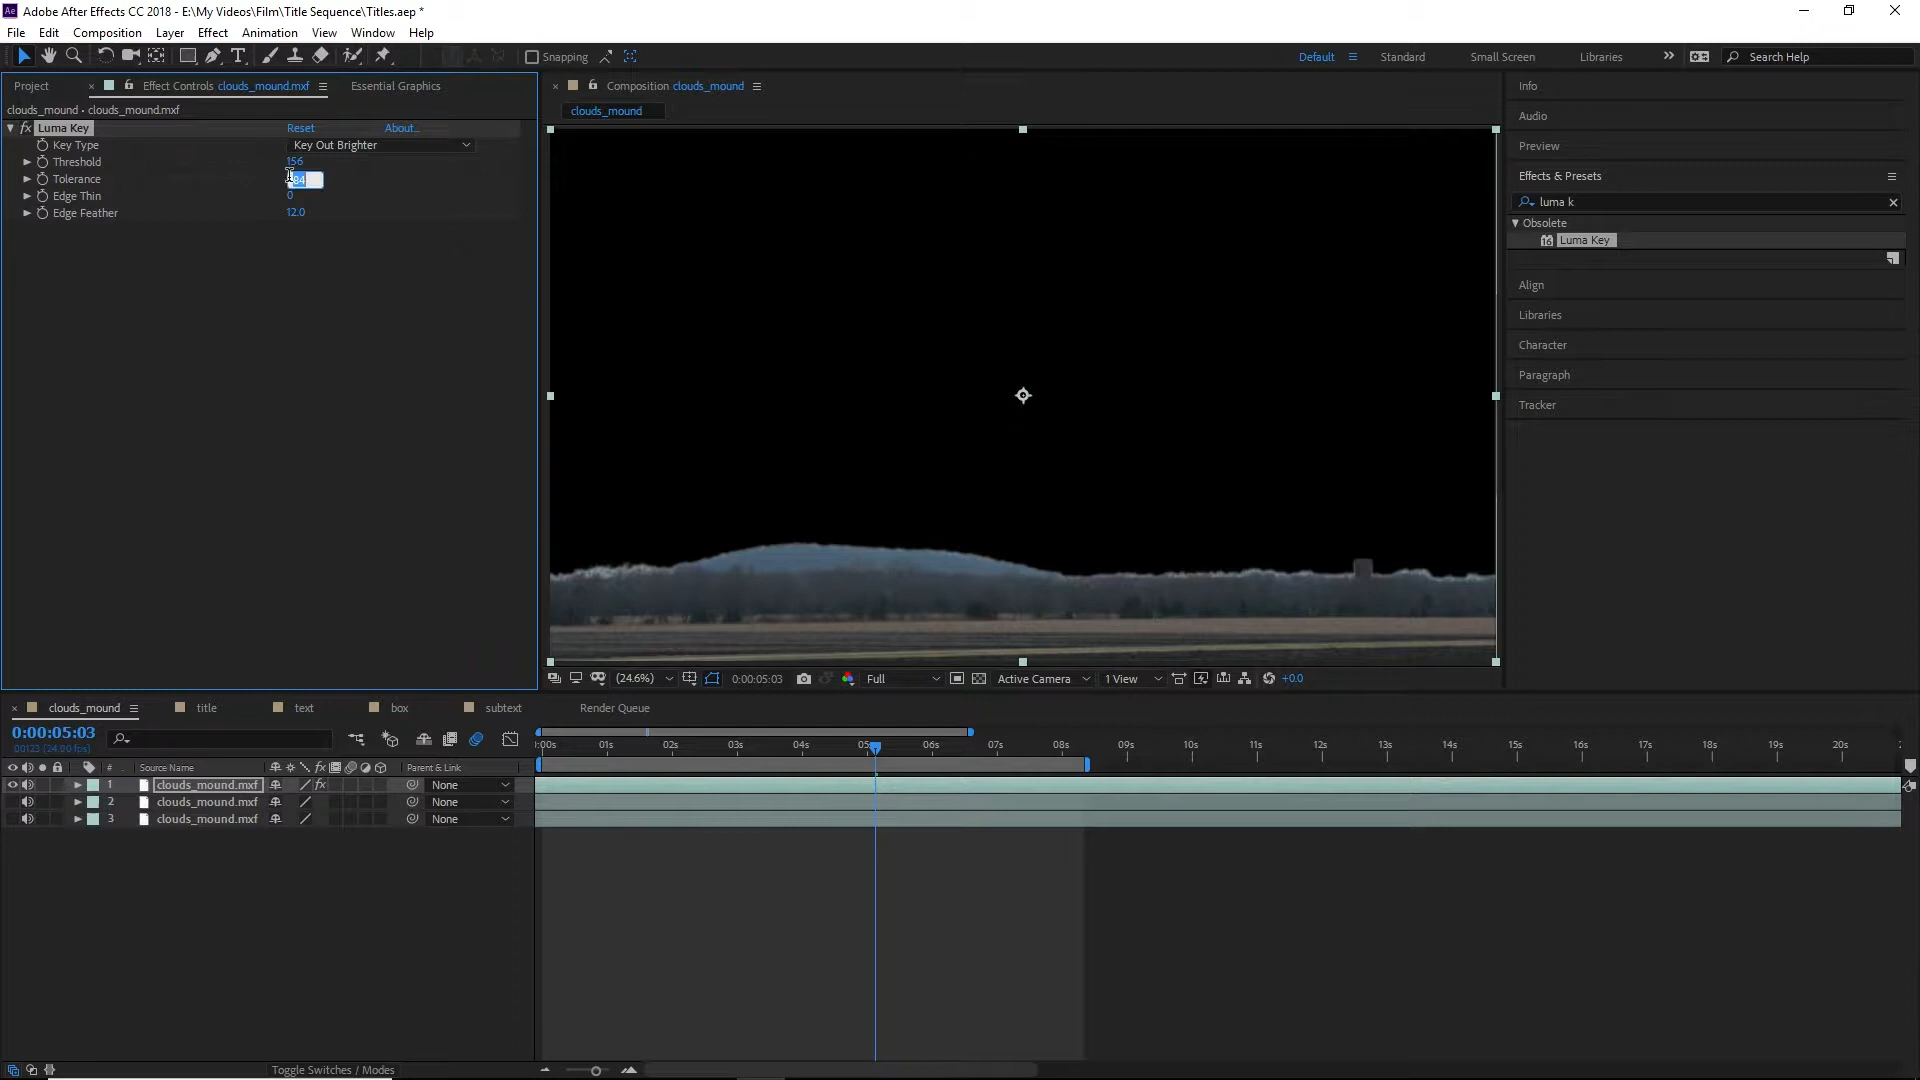 Adobe After Effects CC 2018 - E:\My Videos\Film\Title Sequence\Titles.aep *
File Edit Composition Layer Effect Animation View Window Help
Snapping Default Standard Small Screen Libraries Search Help
Project Effect Controls clouds_mound.mxf Essential Graphics
clouds_mound • clouds_mound.mxf
fx Luma Key Reset About...
Key Type Key Out Brighter
Threshold 156
Tolerance 84
Edge Thin 0
Edge Feather 12.0
Composition clouds_mound
clouds_mound
(24.6%) 0:00:05:03 Full Active Camera 1 View +0.0
Info
Audio
Preview
Effects & Presets
luma k
Obsolete
16 Luma Key
Align
Libraries
Character
Paragraph
Tracker
clouds_mound title text box subtext Render Queue
0:00:05:03
00123 (24.00 fps)
:00s 01s 02s 03s 04s 05s 06s 07s 08s 09s 10s 11s 12s 13s 14s 15s 16s 17s 18s 19s 20s
# Source Name fx Parent & Link
1 clouds_mound.mxf fx None
2 clouds_mound.mxf None
3 clouds_mound.mxf None
Toggle Switches / Modes